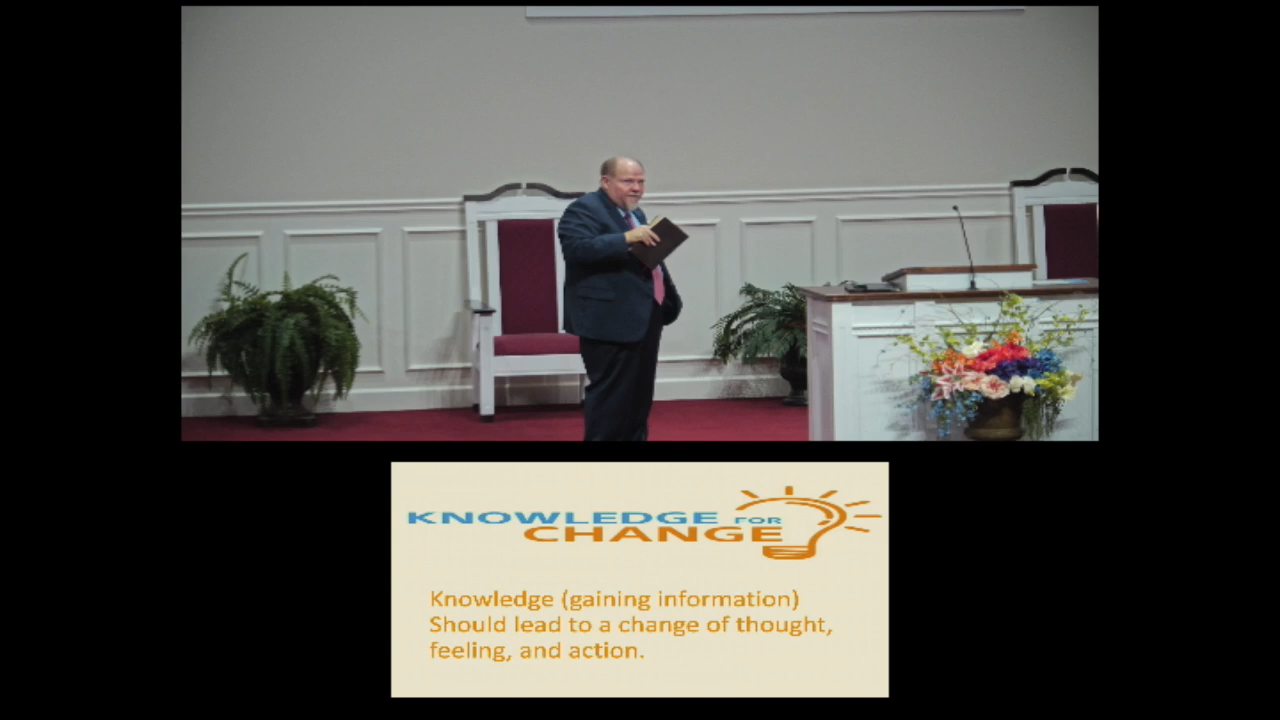 KNOWLEDGE FOR
CHANGE
Knowledge (gaining information)
Should lead to a change of thought,
feeling, and action.